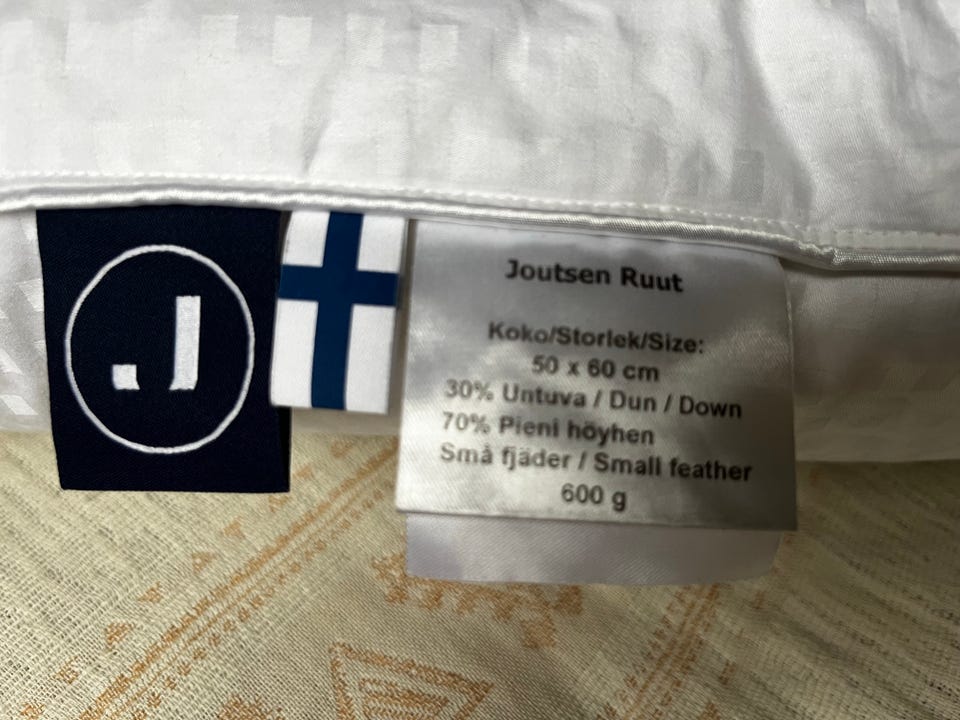 J
Joutsen Ruut
Koko/Storlek/Size:
50 x 60 cm
30% Untuva / Dun / Down
70% Pieni höyhen
Små fjäder / Small feather
600 g